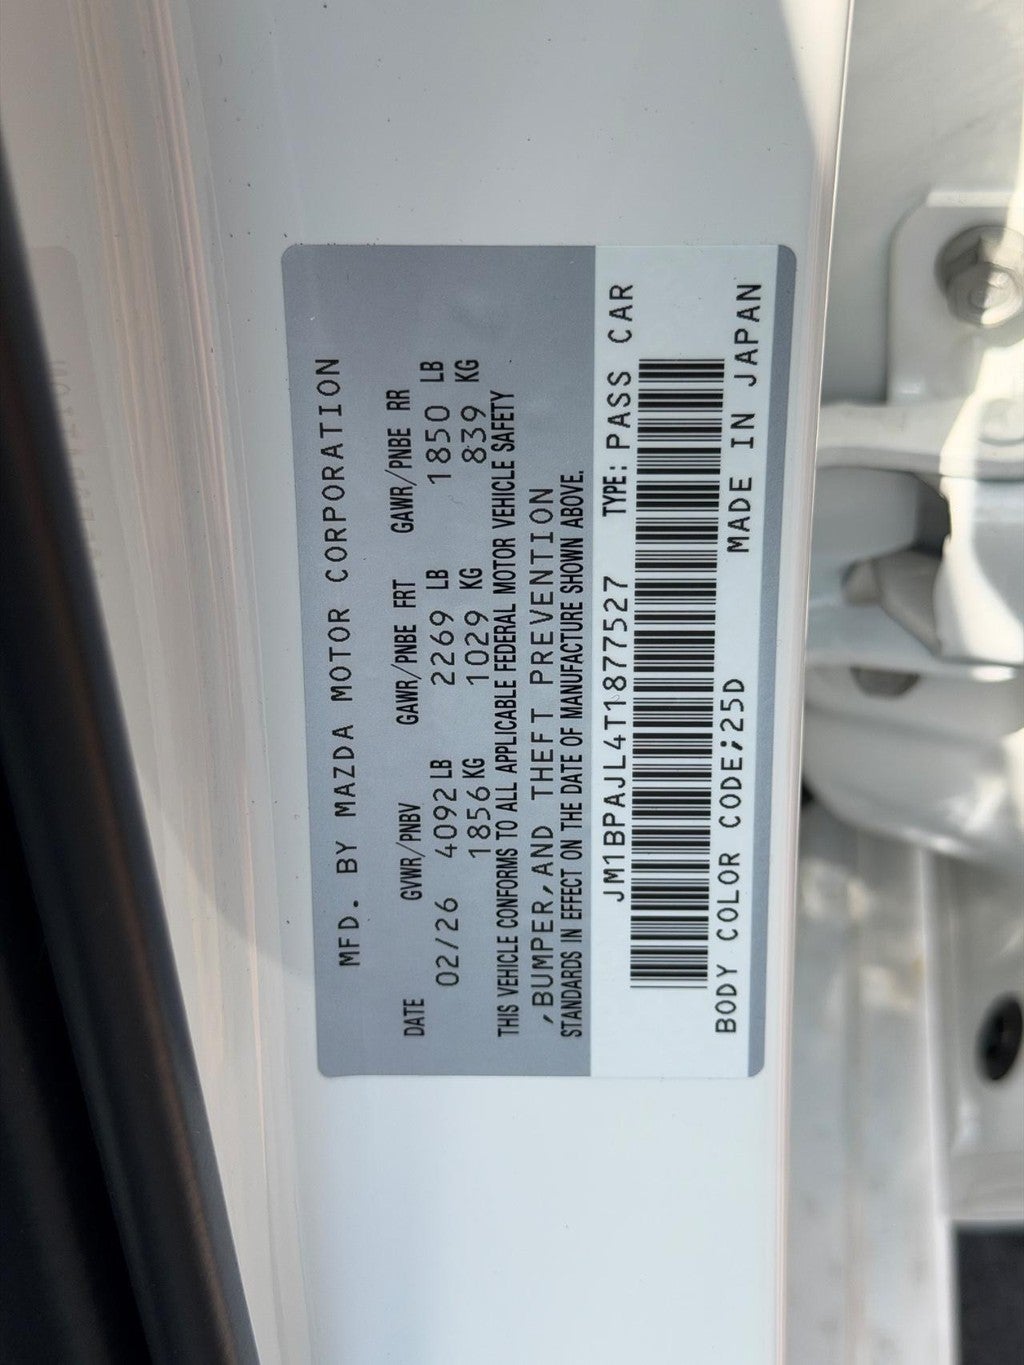 MFD. BY MAZDA MOTOR CORPORATION
DATE GVWR/PNBV GAWR/PNBE FRT GAWR/PNBE RR
02/26 4092 LB 2269 LB 1850 LB
1856 KG 1029 KG 839 KG
THIS VEHICLE CONFORMS TO ALL APPLICABLE FEDERAL MOTOR VEHICLE SAFETY
,BUMPER,AND THEFT PREVENTION
STANDARDS IN EFFECT ON THE DATE OF MANUFACTURE SHOWN ABOVE.
JM1BPAJL4T1877527 TYPE: PASS CAR
MADE IN JAPAN
BODY COLOR CODE;25D